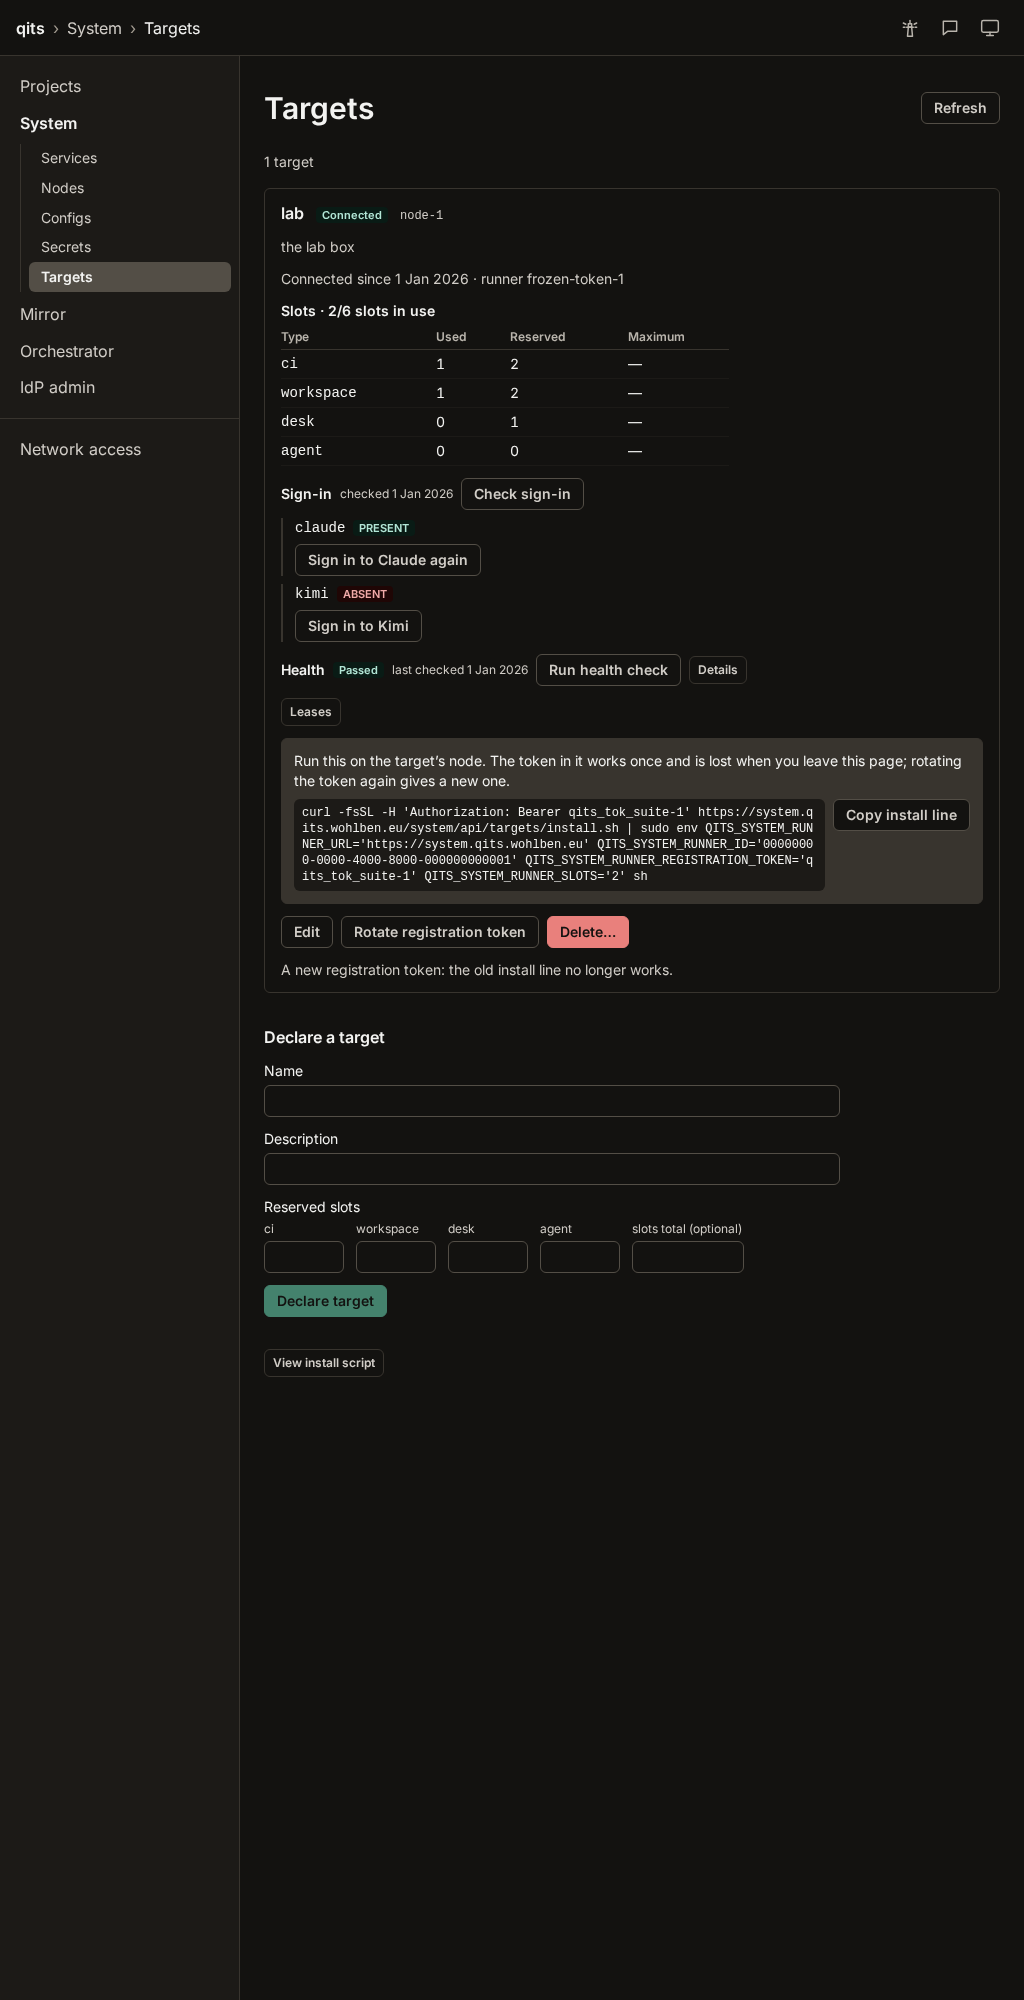 qits › System › Targets
Projects
System
Services
Nodes
Configs
Secrets
Targets
Mirror
Orchestrator
IdP admin
Network access
Targets
Refresh
1 target
lab Connected node-1
the lab box
Connected since 1 Jan 2026 · runner frozen-token-1
Slots · 2/6 slots in use
Type Used Reserved Maximum
ci 1 2 —
workspace 1 2 —
desk 0 1 —
agent 0 0 —
Sign-in checked 1 Jan 2026 Check sign-in
claude PRESENT
Sign in to Claude again
kimi ABSENT
Sign in to Kimi
Health Passed last checked 1 Jan 2026 Run health check Details
Leases
Run this on the target’s node. The token in it works once and is lost when you leave this page; rotating
the token again gives a new one.
curl -fsSL -H 'Authorization: Bearer qits_tok_suite-1' https://system.q
its.wohlben.eu/system/api/targets/install.sh | sudo env QITS_SYSTEM_RUN
NER_URL='https://system.qits.wohlben.eu' QITS_SYSTEM_RUNNER_ID='0000000
0-0000-4000-8000-000000000001' QITS_SYSTEM_RUNNER_REGISTRATION_TOKEN='q
its_tok_suite-1' QITS_SYSTEM_RUNNER_SLOTS='2' sh
Copy install line
Edit Rotate registration token Delete…
A new registration token: the old install line no longer works.
Declare a target
Name
Description
Reserved slots
ci workspace desk agent slots total (optional)
Declare target
View install script